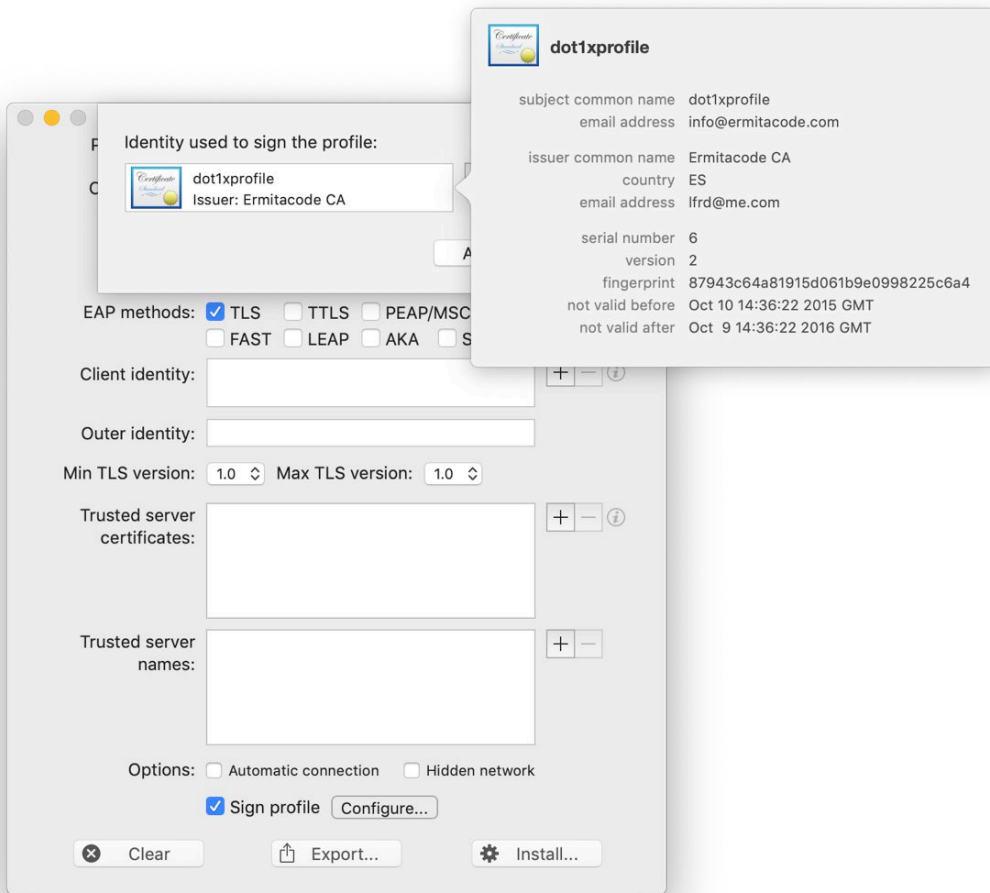 dot1xprofile
subject common name dot1xprofile
email address info@ermitacode.com
issuer common name Ermitacode CA
country ES
email address lfrd@me.com
serial number 6
version 2
fingerprint 87943c64a81915d061b9e0998225c6a4
not valid before Oct 10 14:36:22 2015 GMT
not valid after Oct 9 14:36:22 2016 GMT
Identity used to sign the profile:
dot1xprofile
Issuer: Ermitacode CA
EAP methods: TLS TTLS PEAP/MSC
FAST LEAP AKA S
Client identity:
Outer identity:
Min TLS version: 1.0 Max TLS version: 1.0
Trusted server
certificates:
Trusted server
names:
Options: Automatic connection Hidden network
Sign profile Configure...
Clear Export... Install...